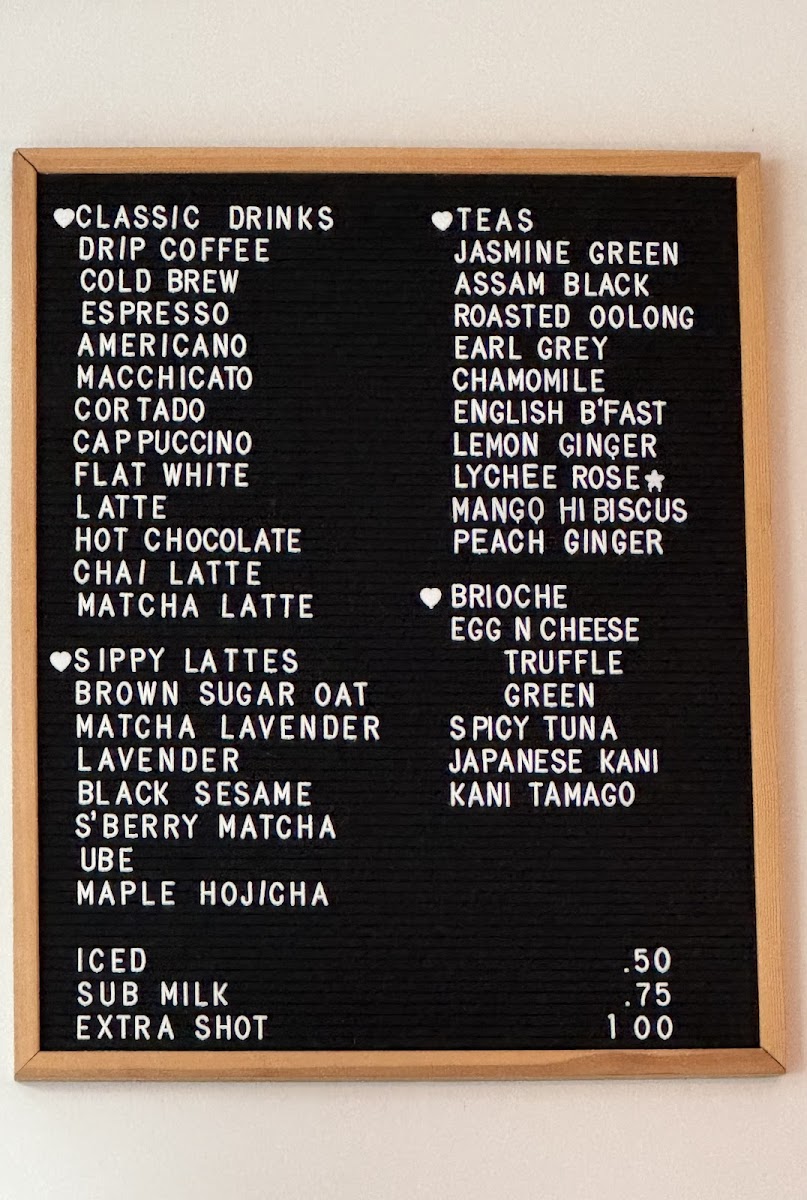 ♥CLASSIC DRINKS
DRIP COFFEE
COLD BREW
ESPRESSO
AMERICANO
MACCHICATO
CORTADO
CAPPUCCINO
FLAT WHITE
LATTE
HOT CHOCOLATE
CHAI LATTE
MATCHA LATTE
♥SIPPY LATTES
BROWN SUGAR OAT
MATCHA LAVENDER
LAVENDER
BLACK SESAME
S'BERRY MATCHA
UBE
MAPLE HOJICHA
♥TEAS
JASMINE GREEN
ASSAM BLACK
ROASTED OOLONG
EARL GREY
CHAMOMILE
ENGLISH B'FAST
LEMON GINGER
LYCHEE ROSE★
MANGO HIBISCUS
PEACH GINGER
♥BRIOCHE
EGG N CHEESE
TRUFFLE
GREEN
SPICY TUNA
JAPANESE KANI
KANI TAMAGO
ICED .50
SUB MILK .75
EXTRA SHOT 1 00